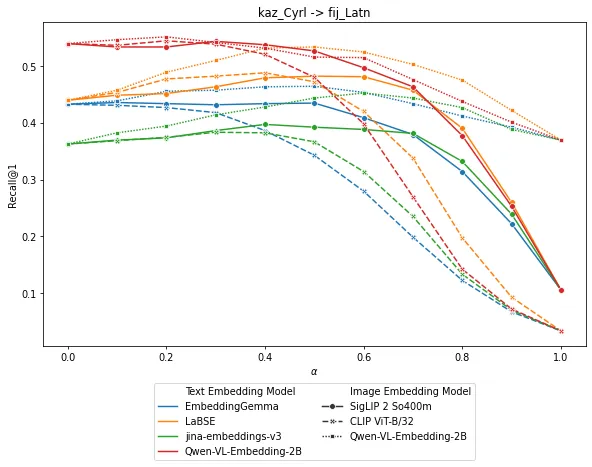 kaz_Cyrl -> fij_Latn
Recall@1
0.5
0.4
0.3
0.2
0.1
0.0 0.2 0.4 0.6 0.8 1.0
α
Text Embedding Model
EmbeddingGemma
LaBSE
jina-embeddings-v3
Qwen-VL-Embedding-2B
Image Embedding Model
SigLIP 2 So400m
CLIP ViT-B/32
Qwen-VL-Embedding-2B